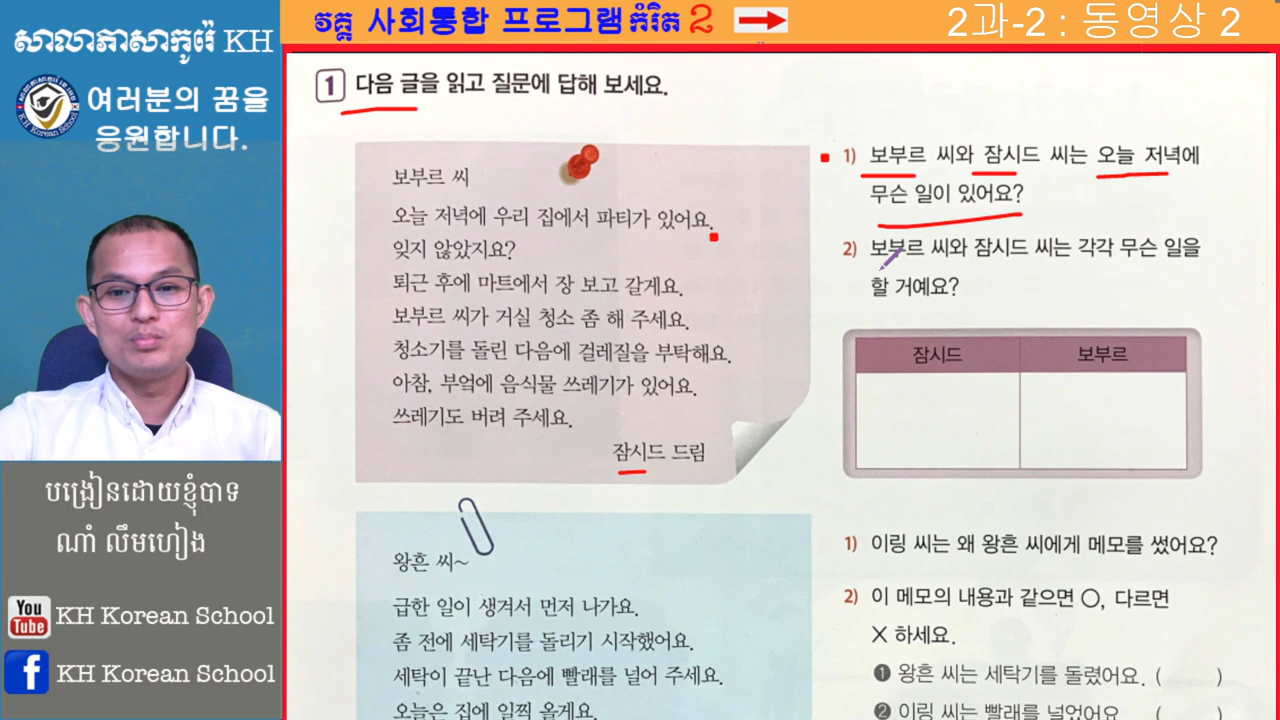 សាលាភាសាកូរ៉េ KH
여러분의 꿈을
응원합니다.
KH Korean School
បង្រៀនដោយខ្ញុំបាទ
ណាំ លឹមហៀង
You
Tube
KH Korean School
f
KH Korean School
វគ្គ 사회통합 프로그램 កំរិត 2
2과-2 : 동영상 2
1 다음 글을 읽고 질문에 답해 보세요.
보부르 씨
오늘 저녁에 우리 집에서 파티가 있어요.
잊지 않았지요?
퇴근 후에 마트에서 장 보고 갈게요.
보부르 씨가 거실 청소 좀 해 주세요.
청소기를 돌린 다음에 걸레질을 부탁해요.
아참, 부엌에 음식물 쓰레기가 있어요.
쓰레기도 버려 주세요.
잠시드 드림
1) 보부르 씨와 잠시드 씨는 오늘 저녁에
무슨 일이 있어요?
2) 보부르 씨와 잠시드 씨는 각각 무슨 일을
할 거예요?
잠시드 보부르
왕흔 씨~
급한 일이 생겨서 먼저 나가요.
좀 전에 세탁기를 돌리기 시작했어요.
세탁이 끝난 다음에 빨래를 널어 주세요.
오늘은 집에 일찍 올게요.
1) 이링 씨는 왜 왕흔 씨에게 메모를 썼어요?
2) 이 메모의 내용과 같으면 ○, 다르면
X 하세요.
❶ 왕흔 씨는 세탁기를 돌렸어요. ( )
❷ 이링 씨는 빨래를 널었어요 ( )